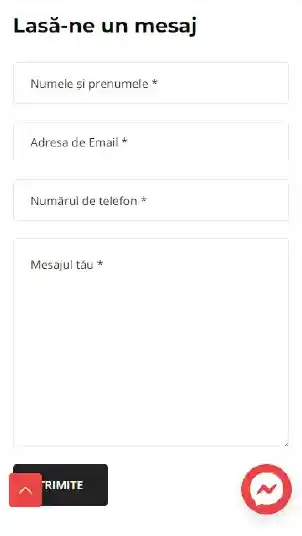 Lasă-ne un mesaj
Numele și prenumele *
Adresa de Email *
Numărul de telefon *
Mesajul tău *
TRIMITE